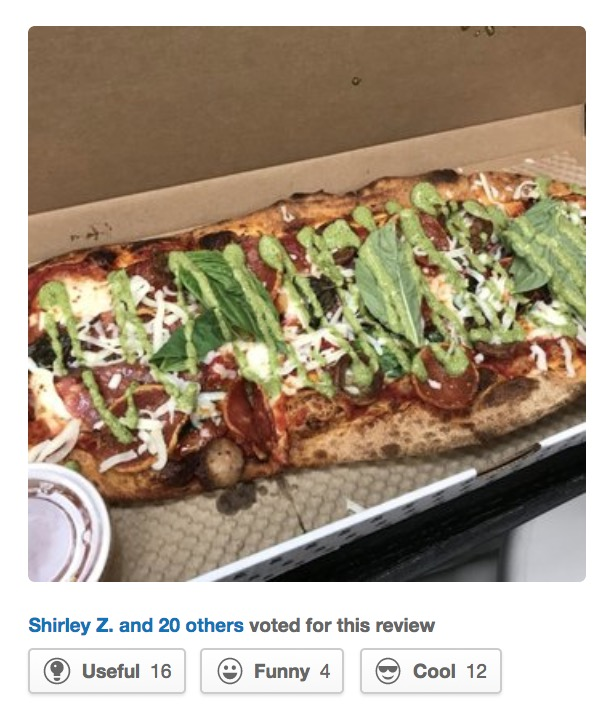 Shirley Z. and 20 others voted for this review
Useful 16 Funny 4 Cool 12